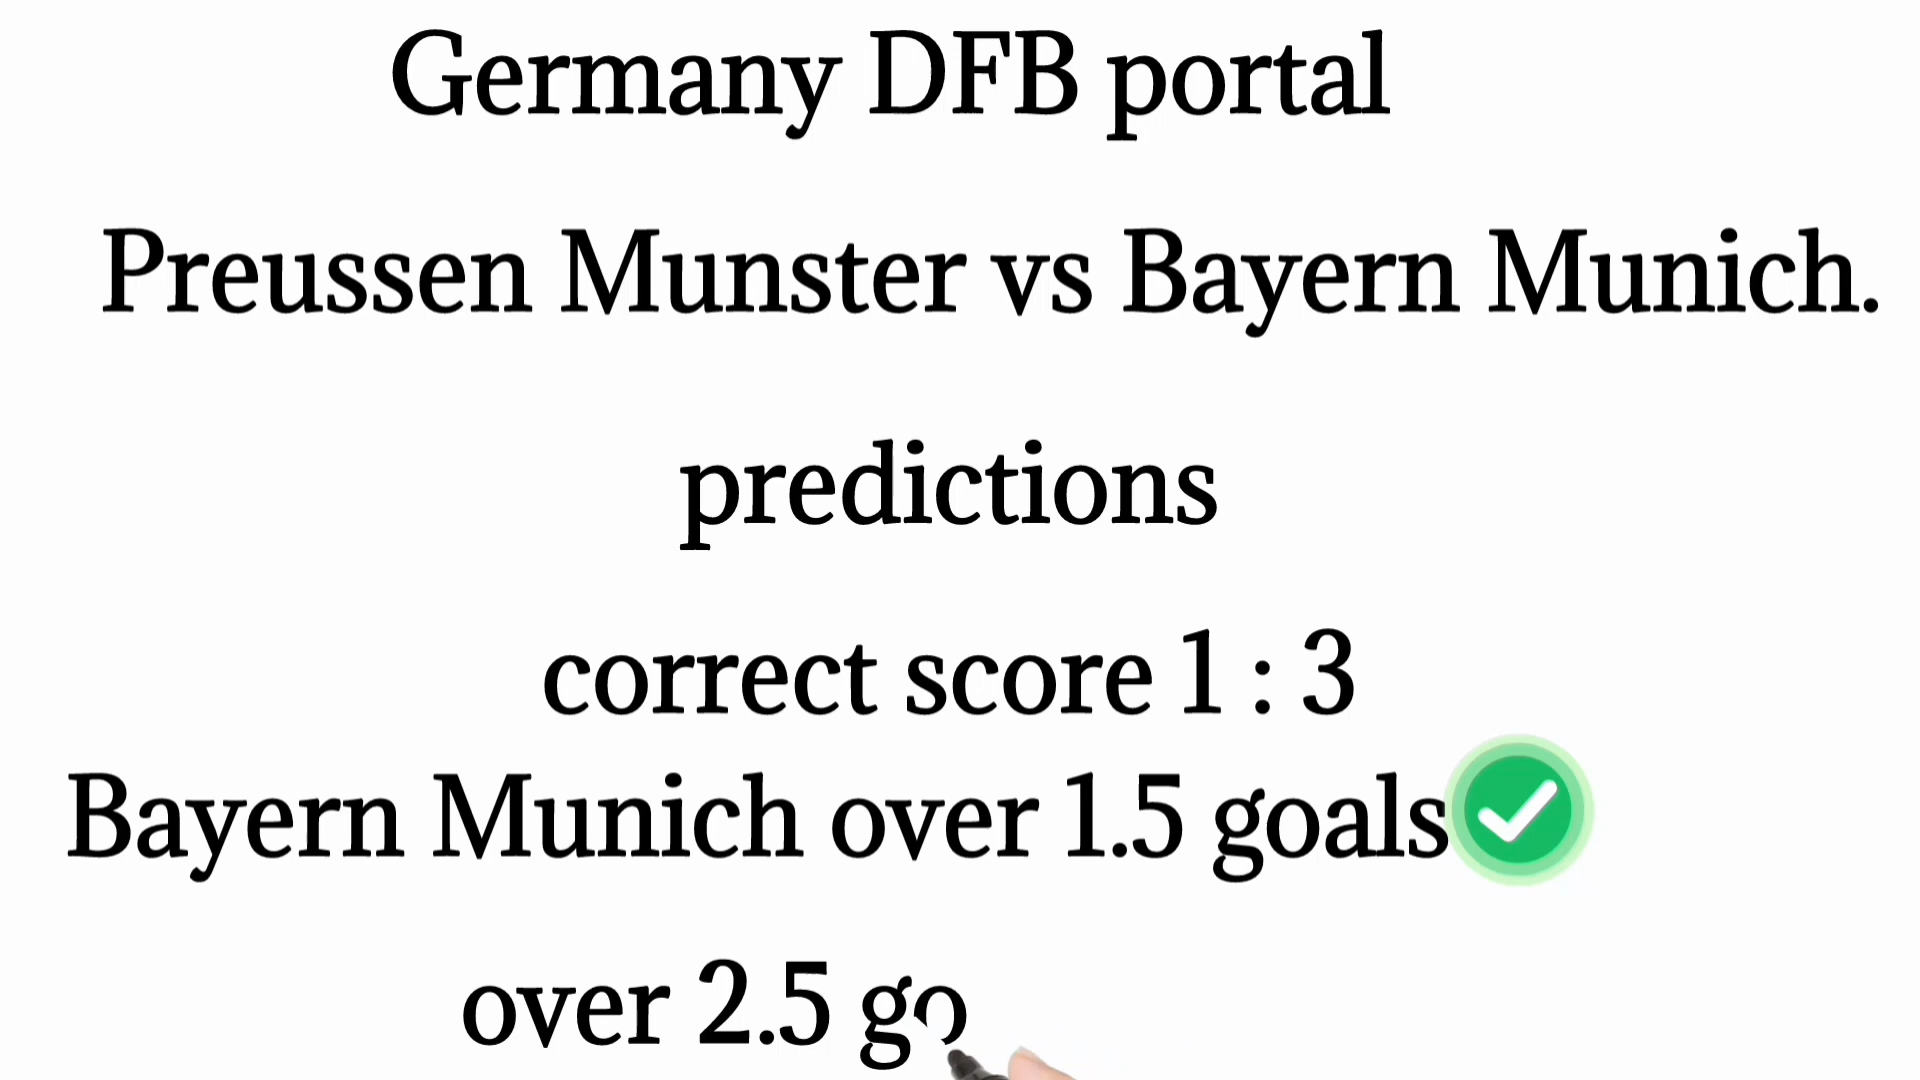 Germany DFB portal
Preussen Munster vs Bayern Munich.
predictions
correct score 1 : 3
Bayern Munich over 1.5 goals
over 2.5 go